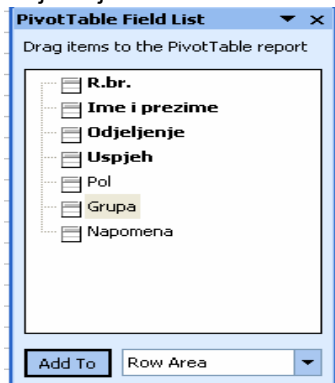 PivotTable Field List
Drag items to the PivotTable report
R.br.
Ime i prezime
Odjeljenje
Uspjeh
Pol
Grupa
Napomena
Add To
Row Area